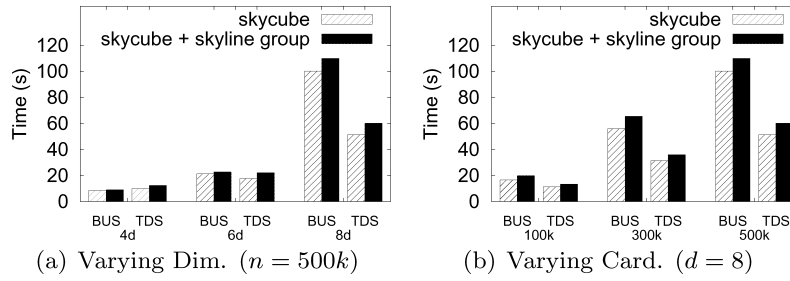 skycube
skycube + skyline group
Time (s)
120
100
80
60
40
20
0
BUS TDS BUS TDS BUS TDS
4d 6d 8d
(a) Varying Dim. (n = 500k)
skycube
skycube + skyline group
Time (s)
120
100
80
60
40
20
0
BUS TDS BUS TDS BUS TDS
100k 300k 500k
(b) Varying Card. (d = 8)